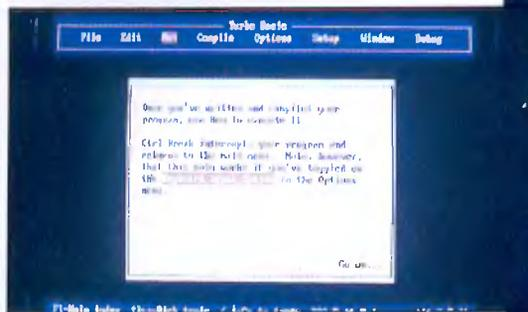 Turbo Basic
File Edit Run Compile Options Setup Window Debug
Once you've written and compiled your
program, use Run to execute it
Ctrl Break interrupts your program and
returns to the main menu. Note, however,
that this only works if you've toggled on
the in the Options
menu.
Go on...
F1-Help